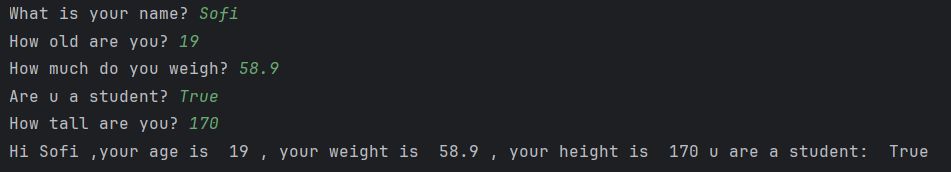 What is your name? Sofi
How old are you? 19
How much do you weigh? 58.9
Are u a student? True
How tall are you? 170
Hi Sofi ,your age is  19 , your weight is  58.9 , your height is  170 u are a student:  True